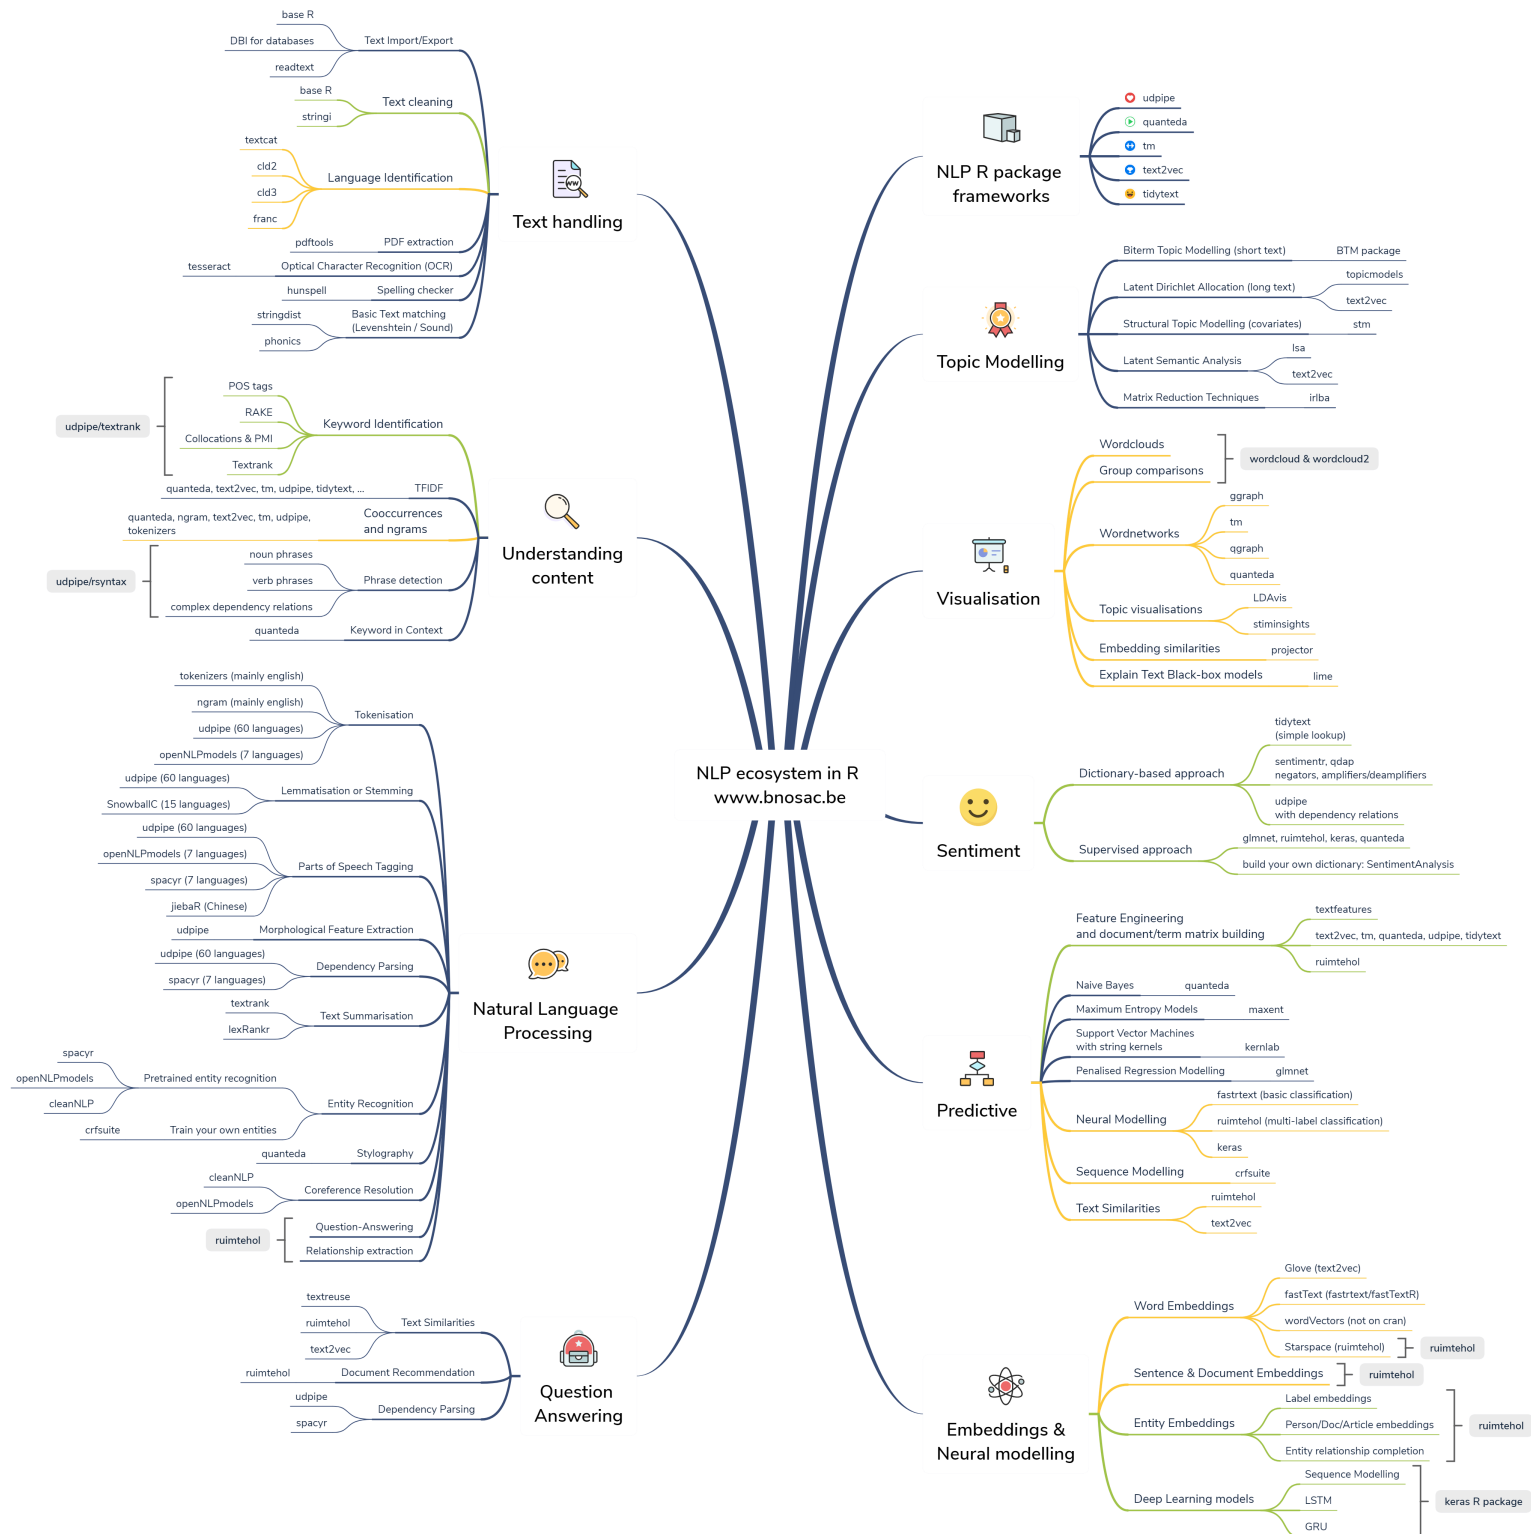 NLP ecosystem in R
www.bnosac.be
Text handling
Text Import/Export
base R
DBI for databases
readtext
Text cleaning
base R
stringi
Language Identification
textcat
cld2
cld3
franc
PDF extraction
pdftools
Optical Character Recognition (OCR)
tesseract
Spelling checker
hunspell
Basic Text matching
(Levenshtein / Sound)
stringdist
phonics
Understanding
content
Keyword Identification
POS tags
RAKE
Collocations & PMI
Textrank
udpipe/textrank
TFIDF
quanteda, text2vec, tm, udpipe, tidytext, ...
Cooccurrences
and ngrams
quanteda, ngram, text2vec, tm, udpipe,
tokenizers
Phrase detection
noun phrases
verb phrases
complex dependency relations
udpipe/rsyntax
Keyword in Context
quanteda
Natural Language
Processing
Tokenisation
tokenizers (mainly english)
ngram (mainly english)
udpipe (60 languages)
openNLPmodels (7 languages)
Lemmatisation or Stemming
udpipe (60 languages)
SnowballC (15 languages)
Parts of Speech Tagging
udpipe (60 languages)
openNLPmodels (7 languages)
spacyr (7 languages)
jiebaR (Chinese)
Morphological Feature Extraction
udpipe
Dependency Parsing
udpipe (60 languages)
spacyr (7 languages)
Text Summarisation
textrank
lexRankr
Entity Recognition
Pretrained entity recognition
spacyr
openNLPmodels
cleanNLP
Train your own entities
crfsuite
Stylography
quanteda
Coreference Resolution
cleanNLP
openNLPmodels
Question-Answering
Relationship extraction
ruimtehol
Question
Answering
Text Similarities
textreuse
ruimtehol
text2vec
Document Recommendation
ruimtehol
Dependency Parsing
udpipe
spacyr
NLP R package
frameworks
udpipe
quanteda
tm
text2vec
tidytext
Topic Modelling
Biterm Topic Modelling (short text)
BTM package
Latent Dirichlet Allocation (long text)
topicmodels
text2vec
Structural Topic Modelling (covariates)
stm
Latent Semantic Analysis
lsa
text2vec
Matrix Reduction Techniques
irlba
Visualisation
Wordclouds
Group comparisons
wordcloud & wordcloud2
Wordnetworks
ggraph
tm
qgraph
quanteda
Topic visualisations
LDAvis
stiminsights
Embedding similarities
projector
Explain Text Black-box models
lime
Sentiment
Dictionary-based approach
tidytext
(simple lookup)
sentimentr, qdap
negators, amplifiers/deamplifiers
udpipe
with dependency relations
Supervised approach
glmnet, ruimtehol, keras, quanteda
build your own dictionary: SentimentAnalysis
Predictive
Feature Engineering
and document/term matrix building
textfeatures
text2vec, tm, quanteda, udpipe, tidytext
ruimtehol
Naive Bayes
quanteda
Maximum Entropy Models
maxent
Support Vector Machines
with string kernels
kernlab
Penalised Regression Modelling
glmnet
Neural Modelling
fastrtext (basic classification)
ruimtehol (multi-label classification)
keras
Sequence Modelling
crfsuite
Text Similarities
ruimtehol
text2vec
Embeddings &
Neural modelling
Word Embeddings
Glove (text2vec)
fastText (fastrtext/fastTextR)
wordVectors (not on cran)
Starspace (ruimtehol)
ruimtehol
Sentence & Document Embeddings
ruimtehol
Entity Embeddings
Label embeddings
Person/Doc/Article embeddings
Entity relationship completion
ruimtehol
Deep Learning models
Sequence Modelling
LSTM
GRU
keras R package